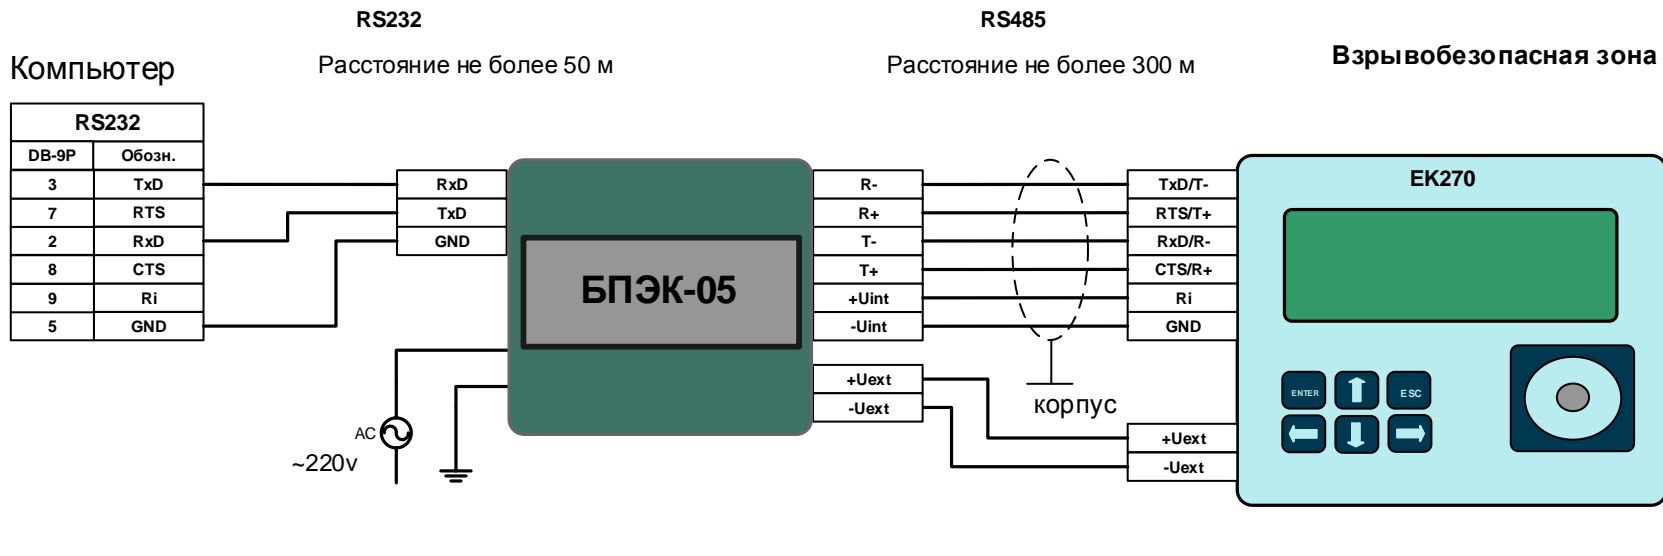 RS232
RS485
Компьютер
Расстояние не более 50 м
Расстояние не более 300 м
Взрывобезопасная зона
RS232
DB-9P Обозн.
3 TxD
7 RTS
2 RxD
8 CTS
9 Ri
5 GND
RxD
TxD
GND
БПЭК-05
AC
~220v
R-
R+
T-
T+
+Uint
-Uint
+Uext
-Uext
корпус
TxD/T-
RTS/T+
RxD/R-
CTS/R+
Ri
GND
+Uext
-Uext
EK270
ENTER
ESC